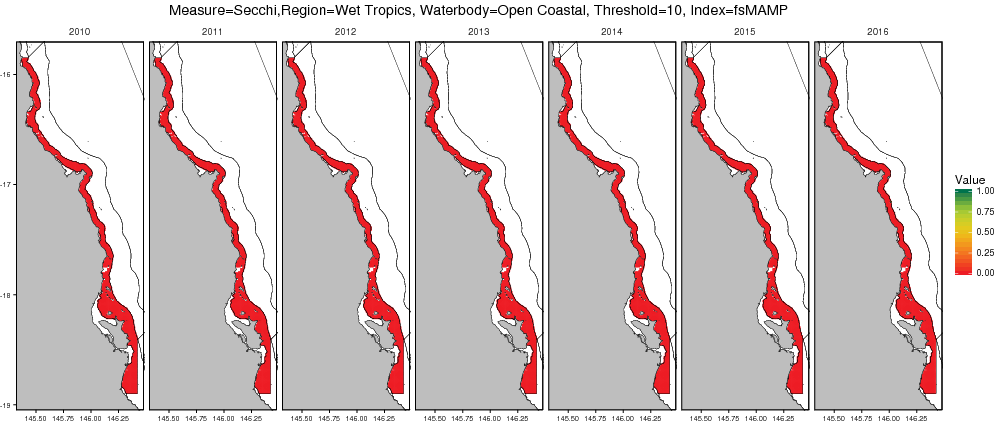 Measure=Secchi,Region=Wet Tropics, Waterbody=Open Coastal, Threshold=10, Index=fsMAMP
2010 2011 2012 2013 2014 2015 2016
-16
-17
-18
-19
Value
1.00
0.75
0.50
0.25
0.00
145.50 145.75 146.00 146.25 145.50 145.75 146.00 146.25 145.50 145.75 146.00 146.25 145.50 145.75 146.00 146.25 145.50 145.75 146.00 146.25 145.50 145.75 146.00 146.25 145.50 145.75 146.00 146.25